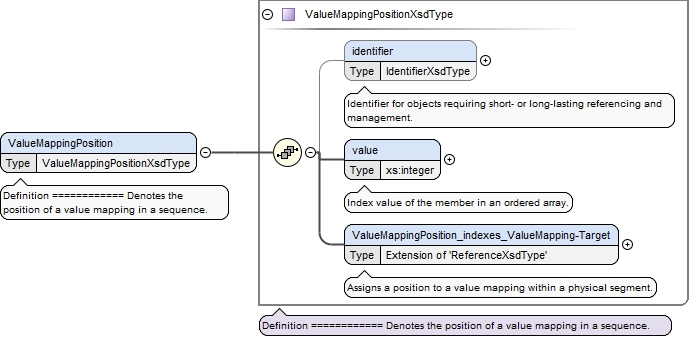 ValueMappingPositionXsdType
identifier
Type IdentifierXsdType
Identifier for objects requiring short- or long-lasting referencing and
management.
ValueMappingPosition
Type ValueMappingPositionXsdType
Definition ============ Denotes the
position of a value mapping in a sequence.
value
Type xs:integer
Index value of the member in an ordered array.
ValueMappingPosition_indexes_ValueMapping-Target
Type Extension of 'ReferenceXsdType'
Assigns a position to a value mapping within a physical segment.
Definition ============ Denotes the position of a value mapping in a sequence.